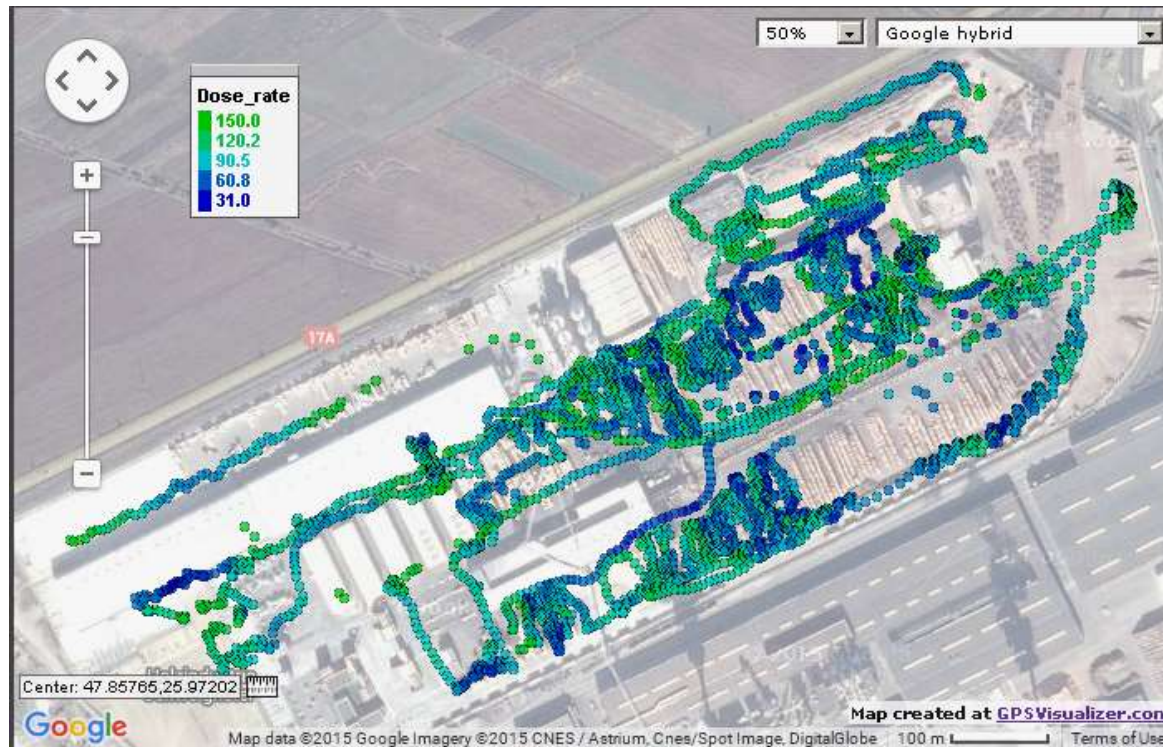 50%
Google hybrid
Dose_rate
150.0
120.2
90.5
60.8
31.0
17A
Center: 47.85765,25.97202
Map created at GPSVisualizer.com
Google
Map data ©2015 Google Imagery ©2015 CNES / Astrium, Cnes/Spot Image, DigitalGlobe
100 m
Terms of Use